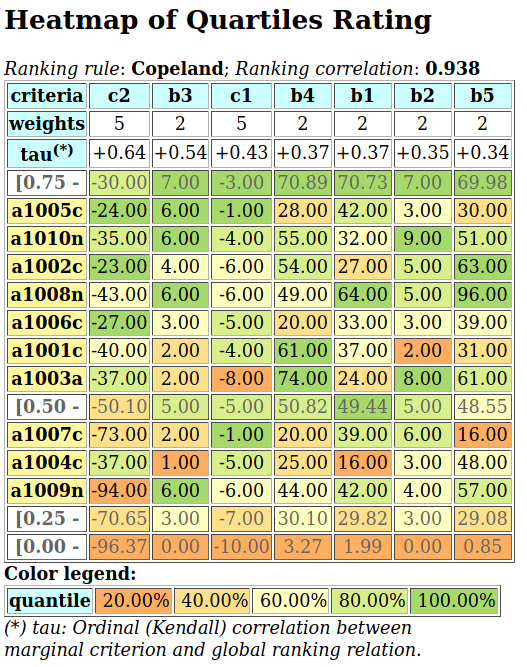 Heatmap of Quartiles Rating
Ranking rule: Copeland; Ranking correlation: 0.938
criteria c2 b3 c1 b4 b1 b2 b5
weights 5 2 5 2 2 2 2
tau(*) +0.64 +0.54 +0.43 +0.37 +0.37 +0.35 +0.34
[0.75 - -30.00 7.00 -3.00 70.89 70.73 7.00 69.98
a1005c -24.00 6.00 -1.00 28.00 42.00 3.00 30.00
a1010n -35.00 6.00 -4.00 55.00 32.00 9.00 51.00
a1002c -23.00 4.00 -6.00 54.00 27.00 5.00 63.00
a1008n -43.00 6.00 -6.00 49.00 64.00 5.00 96.00
a1006c -27.00 3.00 -5.00 20.00 33.00 3.00 39.00
a1001c -40.00 2.00 -4.00 61.00 37.00 2.00 31.00
a1003a -37.00 2.00 -8.00 74.00 24.00 8.00 61.00
[0.50 - -50.10 5.00 -5.00 50.82 49.44 5.00 48.55
a1007c -73.00 2.00 -1.00 20.00 39.00 6.00 16.00
a1004c -37.00 1.00 -5.00 25.00 16.00 3.00 48.00
a1009n -94.00 6.00 -6.00 44.00 42.00 4.00 57.00
[0.25 - -70.65 3.00 -7.00 30.10 29.82 3.00 29.08
[0.00 - -96.37 0.00 -10.00 3.27 1.99 0.00 0.85
Color legend:
quantile 20.00% 40.00% 60.00% 80.00% 100.00%
(*) tau: Ordinal (Kendall) correlation between
marginal criterion and global ranking relation.